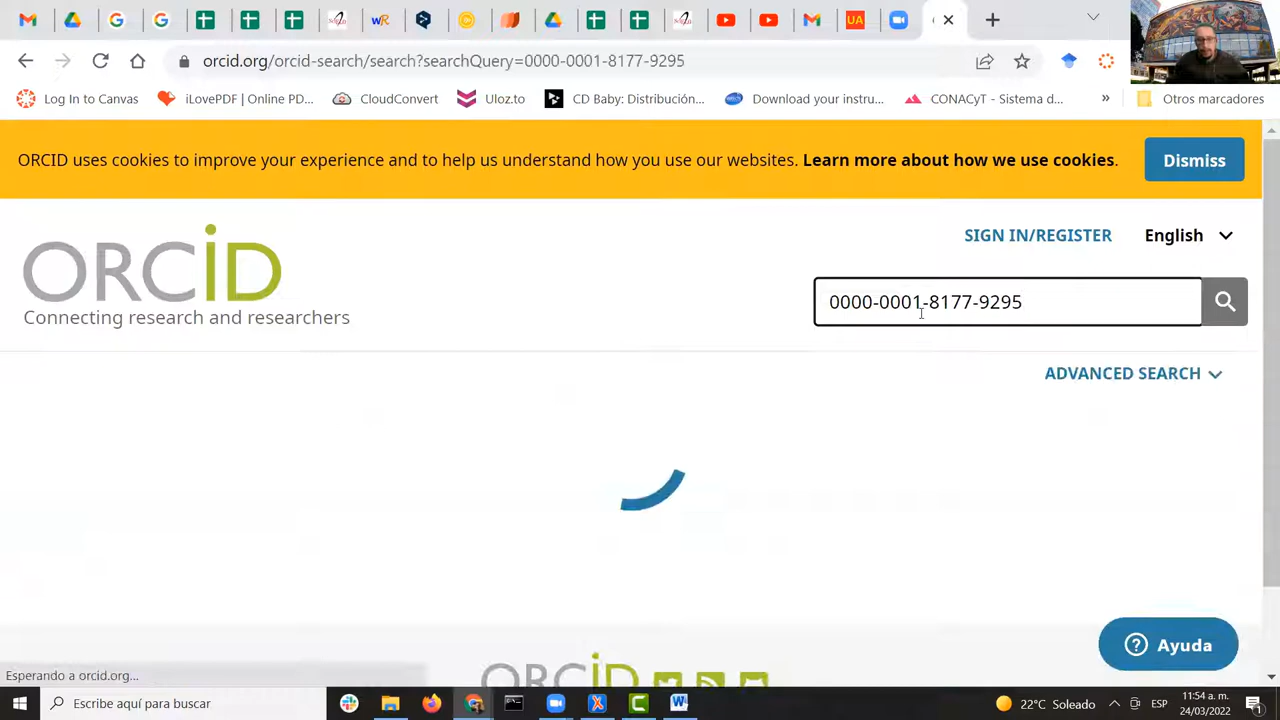 orcid.org/orcid-search/search?searchQuery=0000-0001-8177-9295
Log In to Canvas
iLovePDF | Online PD...
CloudConvert
Uloz.to
CD Baby: Distribución...
Download your instru...
CONACyT - Sistema d...
»
Otros marcadores
ORCID uses cookies to improve your experience and to help us understand how you use our websites. Learn more about how we use cookies.
Dismiss
SIGN IN/REGISTER
English
ORCiD
Connecting research and researchers
0000-0001-8177-9295
ADVANCED SEARCH
Ayuda
Esperando a orcid.org...
ORCiD
Escribe aquí para buscar
22°C Soleado
ESP
11:54 a. m.
24/03/2022